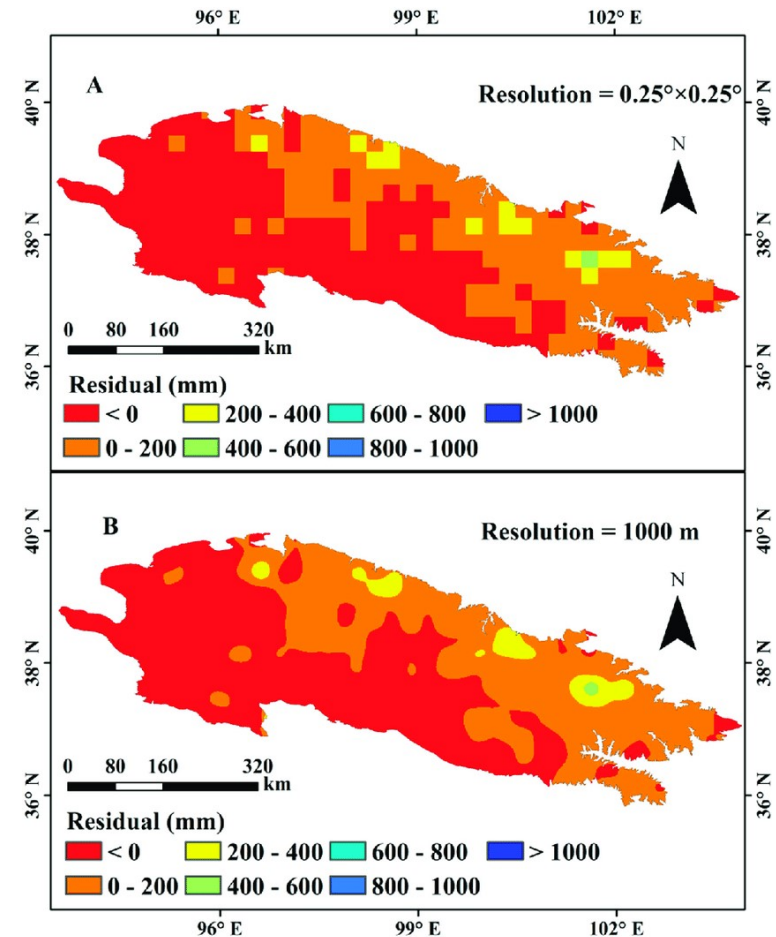 96° E 99° E 102° E
A
Resolution = 0.25°×0.25°
40° N 40° N
N
38° N 38° N
36° N 36° N
0 80 160 320
km
Residual (mm)
< 0 200 - 400 600 - 800 > 1000
0 - 200 400 - 600 800 - 1000
B
Resolution = 1000 m
40° N 40° N
N
38° N 38° N
36° N 36° N
0 80 160 320
km
Residual (mm)
< 0 200 - 400 600 - 800 > 1000
0 - 200 400 - 600 800 - 1000
96° E 99° E 102° E